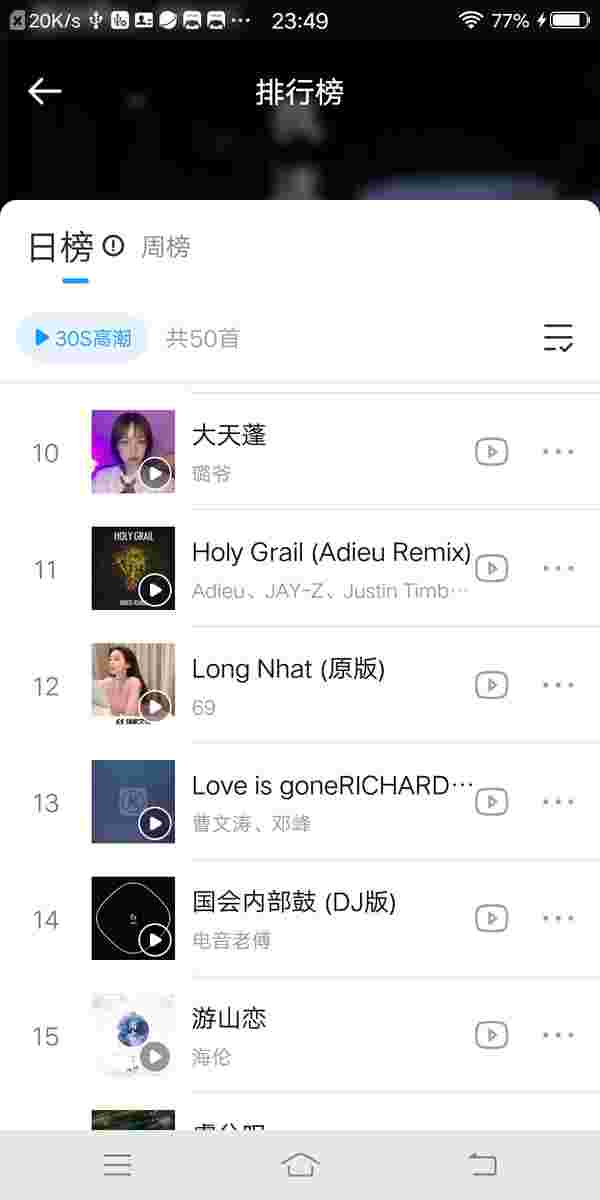 20K/s
23:49
77%
排行榜
日榜 周榜
30S高潮 共50首
10
大天蓬
璐爷
11
HOLY GRAIL
Holy Grail (Adieu Remix)
Adieu、JAY-Z、Justin Timb…
12
Long Nhat (原版)
69
13
Love is goneRICHARD…
曹文涛、邓峰
14
国会内部鼓 (DJ版)
电音老傅
15
游山恋
海伦